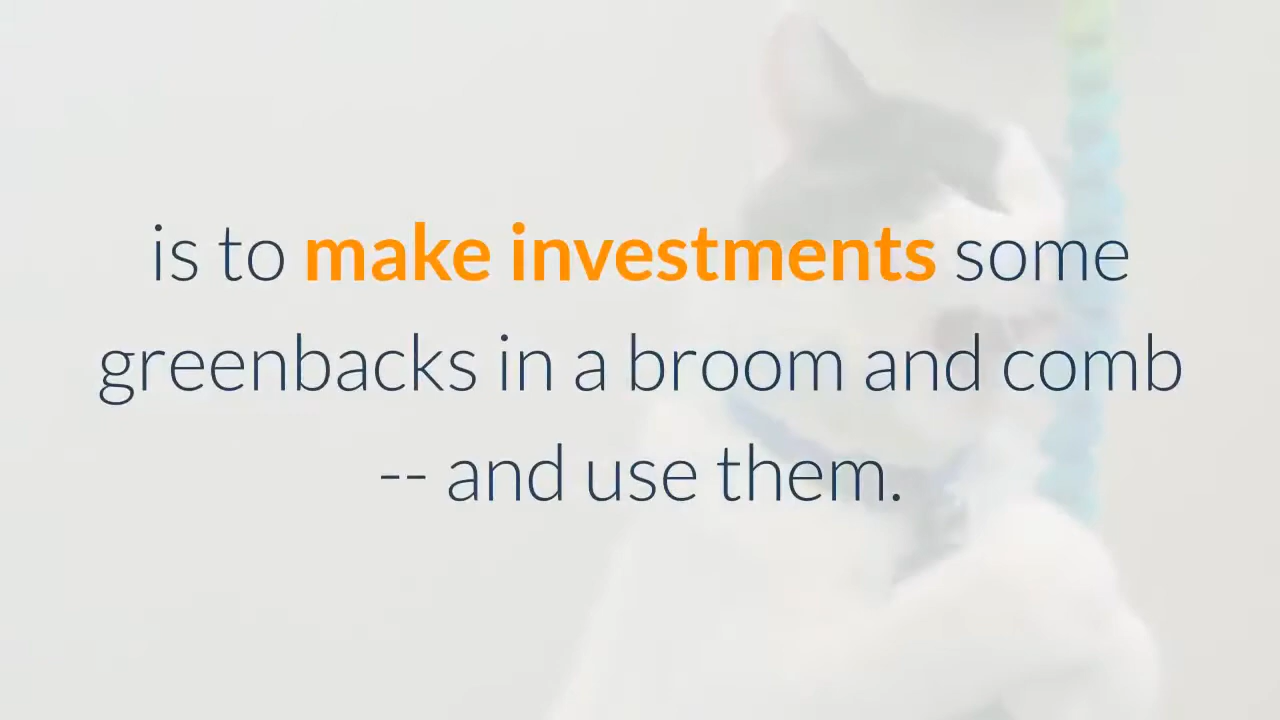 is to make investments some
greenbacks in a broom and comb
-- and use them.